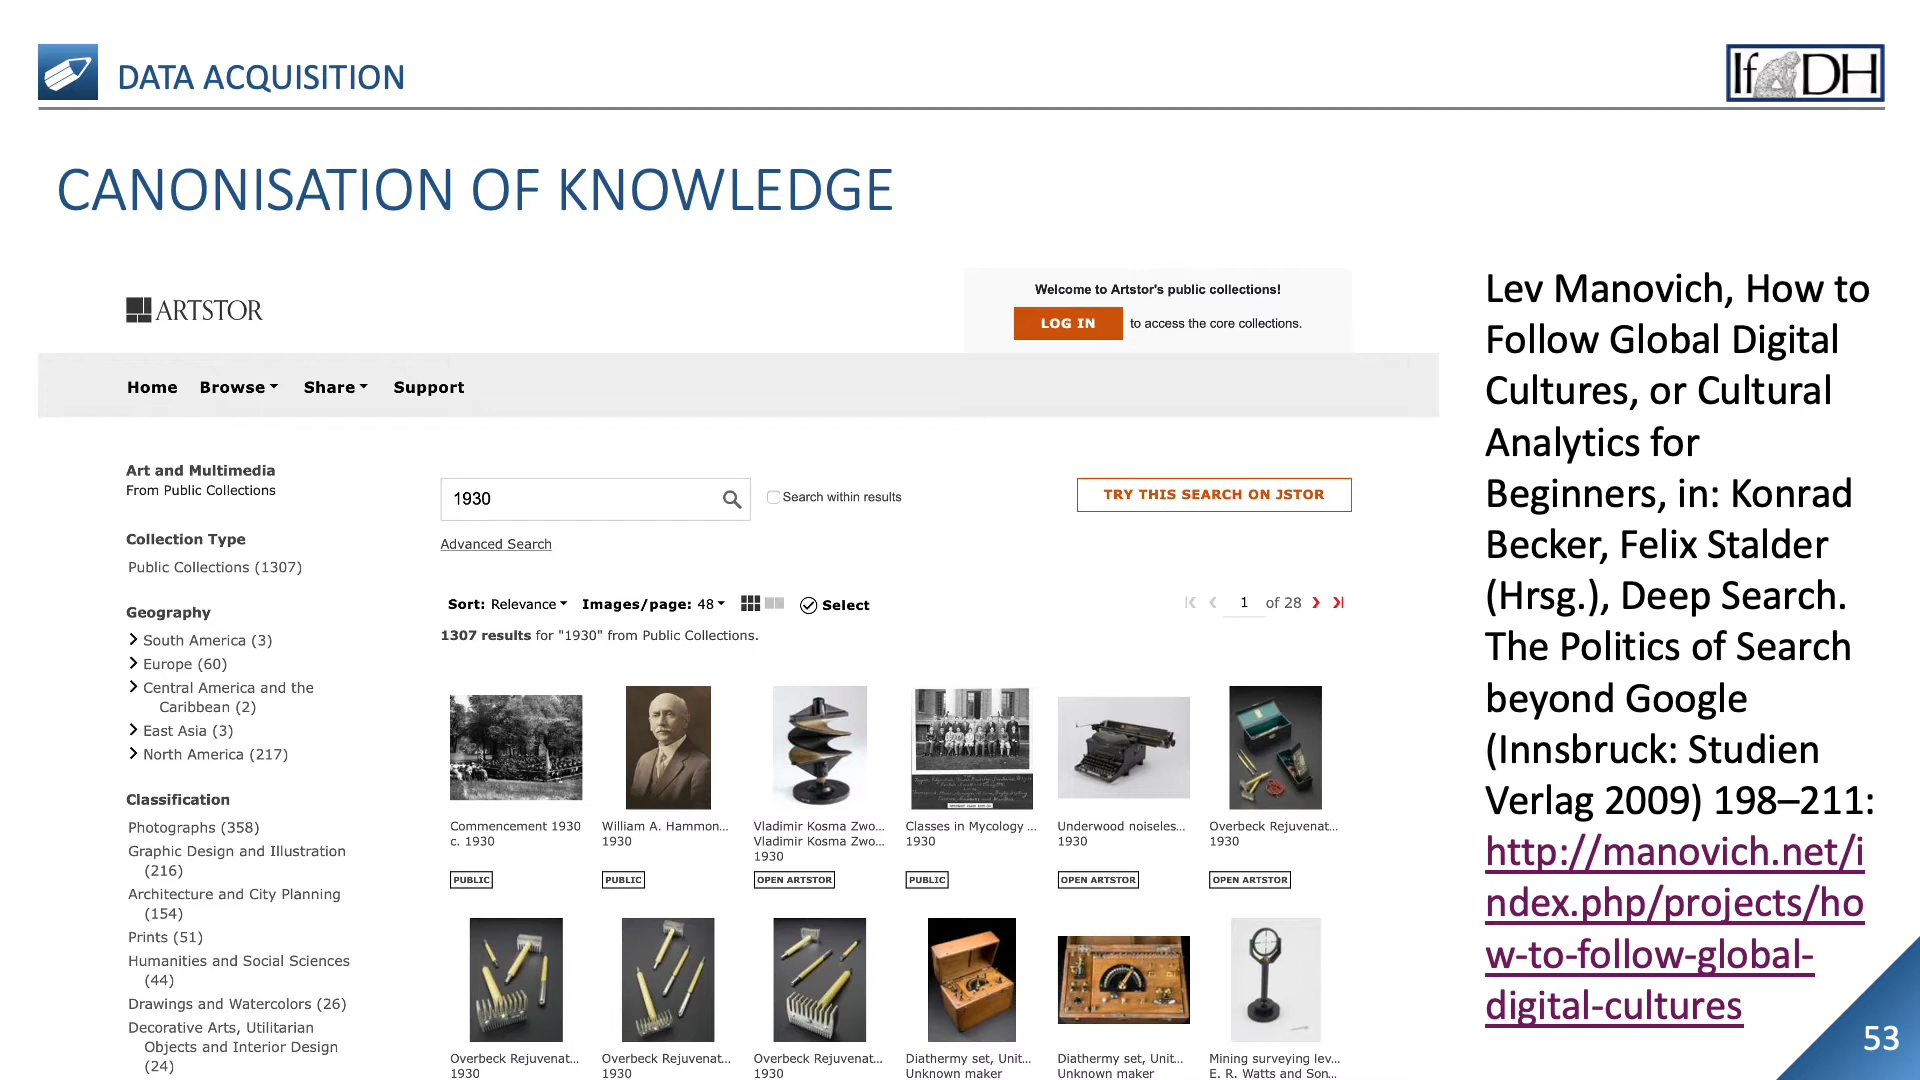 DATA ACQUISITION
IfDH
CANONISATION OF KNOWLEDGE
ARTSTOR
Welcome to Artstor's public collections!
LOG IN to access the core collections.
Home Browse Share Support
Art and Multimedia
From Public Collections
Collection Type
Public Collections (1307)
Geography
South America (3)
Europe (60)
Central America and the
Caribbean (2)
East Asia (3)
North America (217)
Classification
Photographs (358)
Graphic Design and Illustration
(216)
Architecture and City Planning
(154)
Prints (51)
Humanities and Social Sciences
(44)
Drawings and Watercolors (26)
Decorative Arts, Utilitarian
Objects and Interior Design
(24)
1930
Search within results
TRY THIS SEARCH ON JSTOR
Advanced Search
Sort: Relevance Images/page: 48 Select
1 of 28
1307 results for "1930" from Public Collections.
Commencement 1930
c. 1930
PUBLIC
William A. Hammon...
1930
PUBLIC
Vladimir Kosma Zwo...
Vladimir Kosma Zwo...
1930
OPEN ARTSTOR
Classes in Mycology ...
1930
PUBLIC
Underwood noiseles...
1930
OPEN ARTSTOR
Overbeck Rejuvenat...
1930
OPEN ARTSTOR
Overbeck Rejuvenat...
1930
Overbeck Rejuvenat...
1930
Overbeck Rejuvenat...
1930
Diathermy set, Unit...
Unknown maker
Diathermy set, Unit...
Unknown maker
Mining surveying lev...
E. R. Watts and Son...
Lev Manovich, How to
Follow Global Digital
Cultures, or Cultural
Analytics for
Beginners, in: Konrad
Becker, Felix Stalder
(Hrsg.), Deep Search.
The Politics of Search
beyond Google
(Innsbruck: Studien
Verlag 2009) 198–211:
http://manovich.net/i
ndex.php/projects/ho
w-to-follow-global-
digital-cultures
53